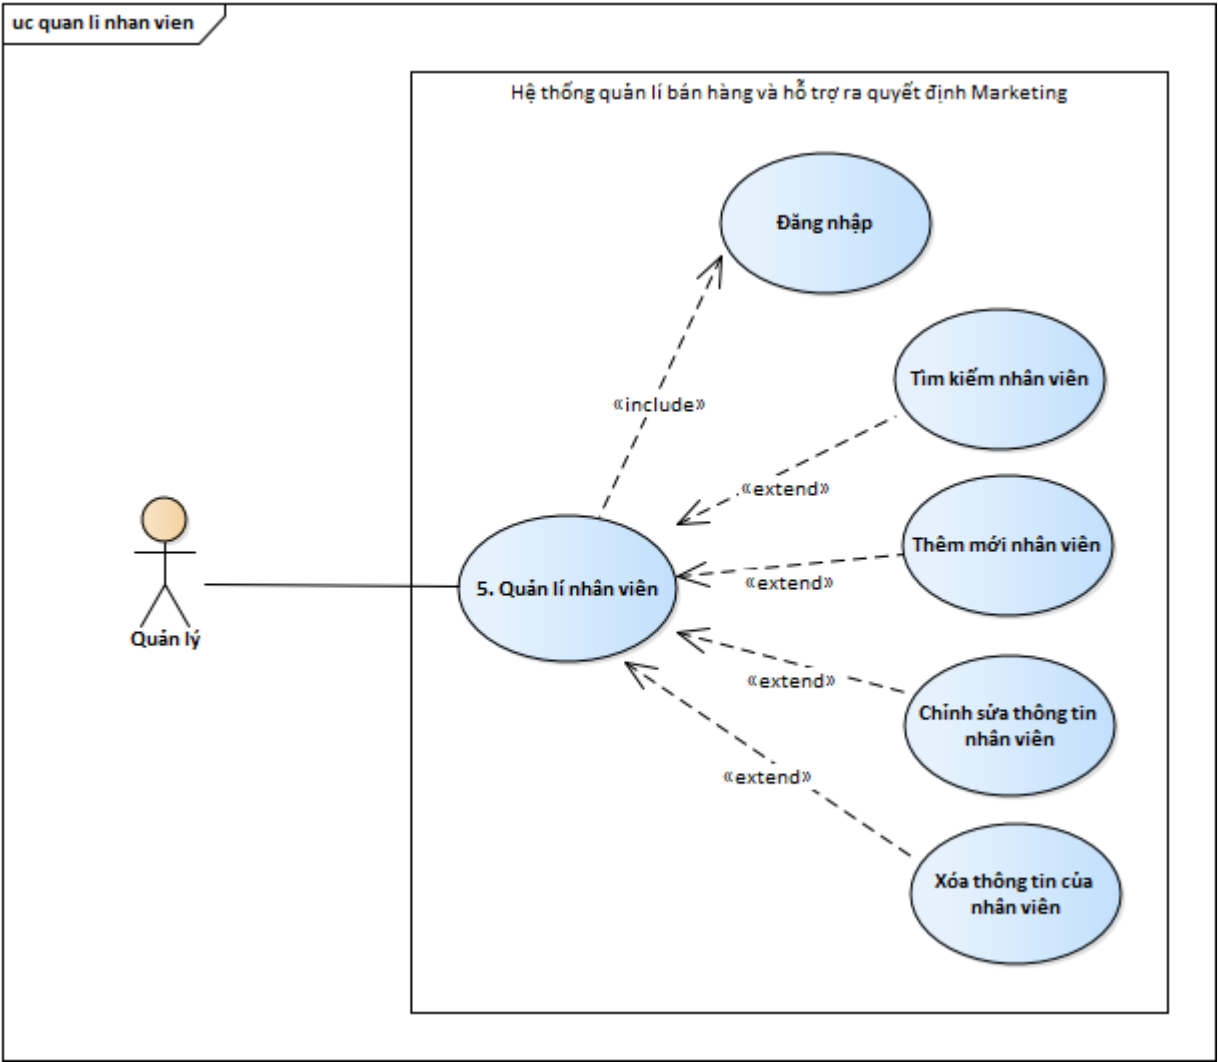 uc quan li nhan vien
Hệ thống quản lí bán hàng và hỗ trợ ra quyết định Marketing
Đăng nhập
Tìm kiếm nhân viên
«include»
«extend»
Thêm mới nhân viên
«extend»
5. Quản lí nhân viên
Quản lý
«extend»
Chỉnh sửa thông tin
nhân viên
«extend»
Xóa thông tin của
nhân viên